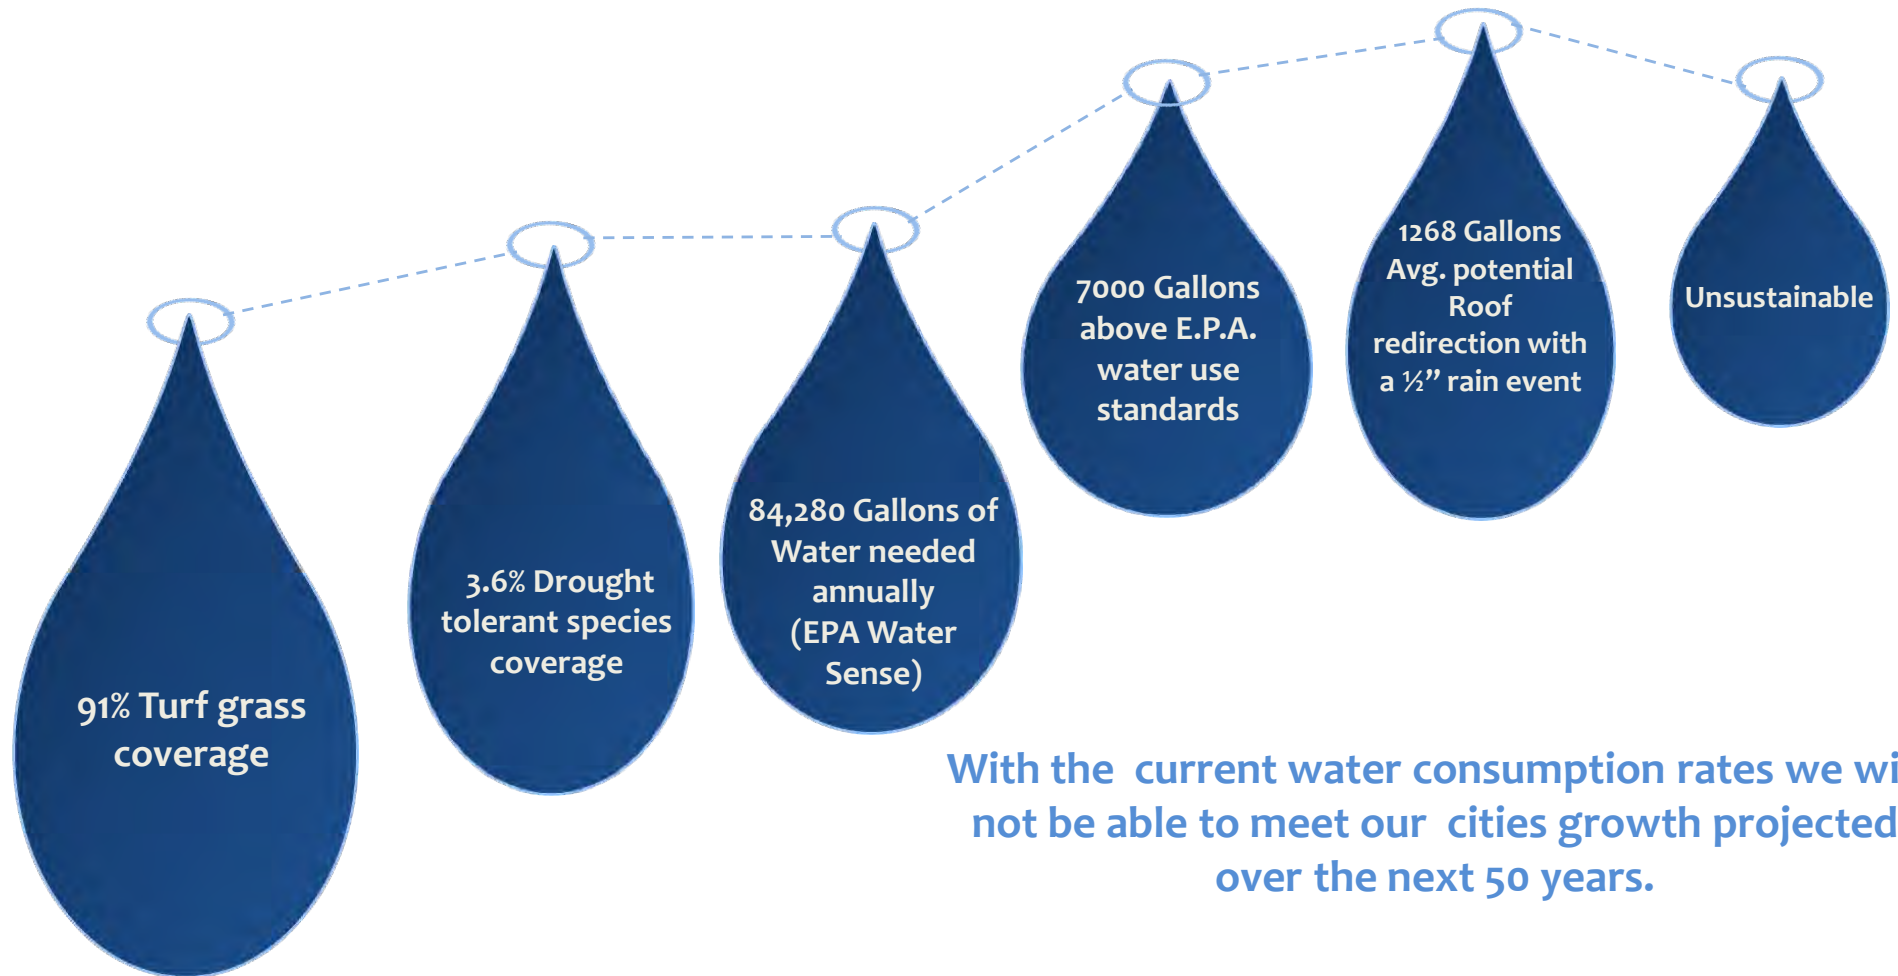 91% Turf grass
coverage
3.6% Drought
tolerant species
coverage
84,280 Gallons of
Water needed
annually
(EPA Water
Sense)
7000 Gallons
above E.P.A.
water use
standards
1268 Gallons
Avg. potential
Roof
redirection with
a ½” rain event
Unsustainable
With the current water consumption rates we wi
not be able to meet our cities growth projected
over the next 50 years.